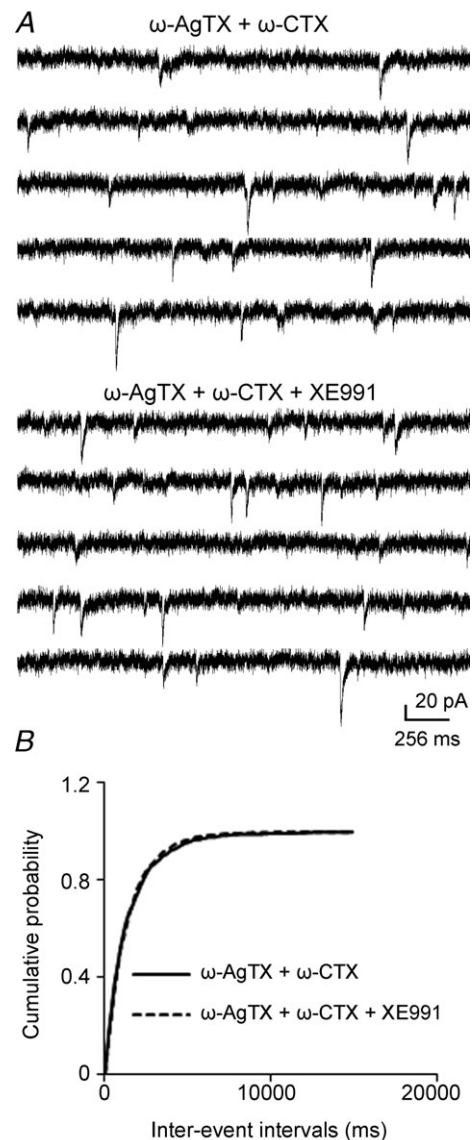 A
ω-AgTX + ω-CTX
ω-AgTX + ω-CTX + XE991
20 pA
256 ms
B
1.2
0.8
0.4
0
Cumulative probability
ω-AgTX + ω-CTX
ω-AgTX + ω-CTX + XE991
0 10000 20000
Inter-event intervals (ms)